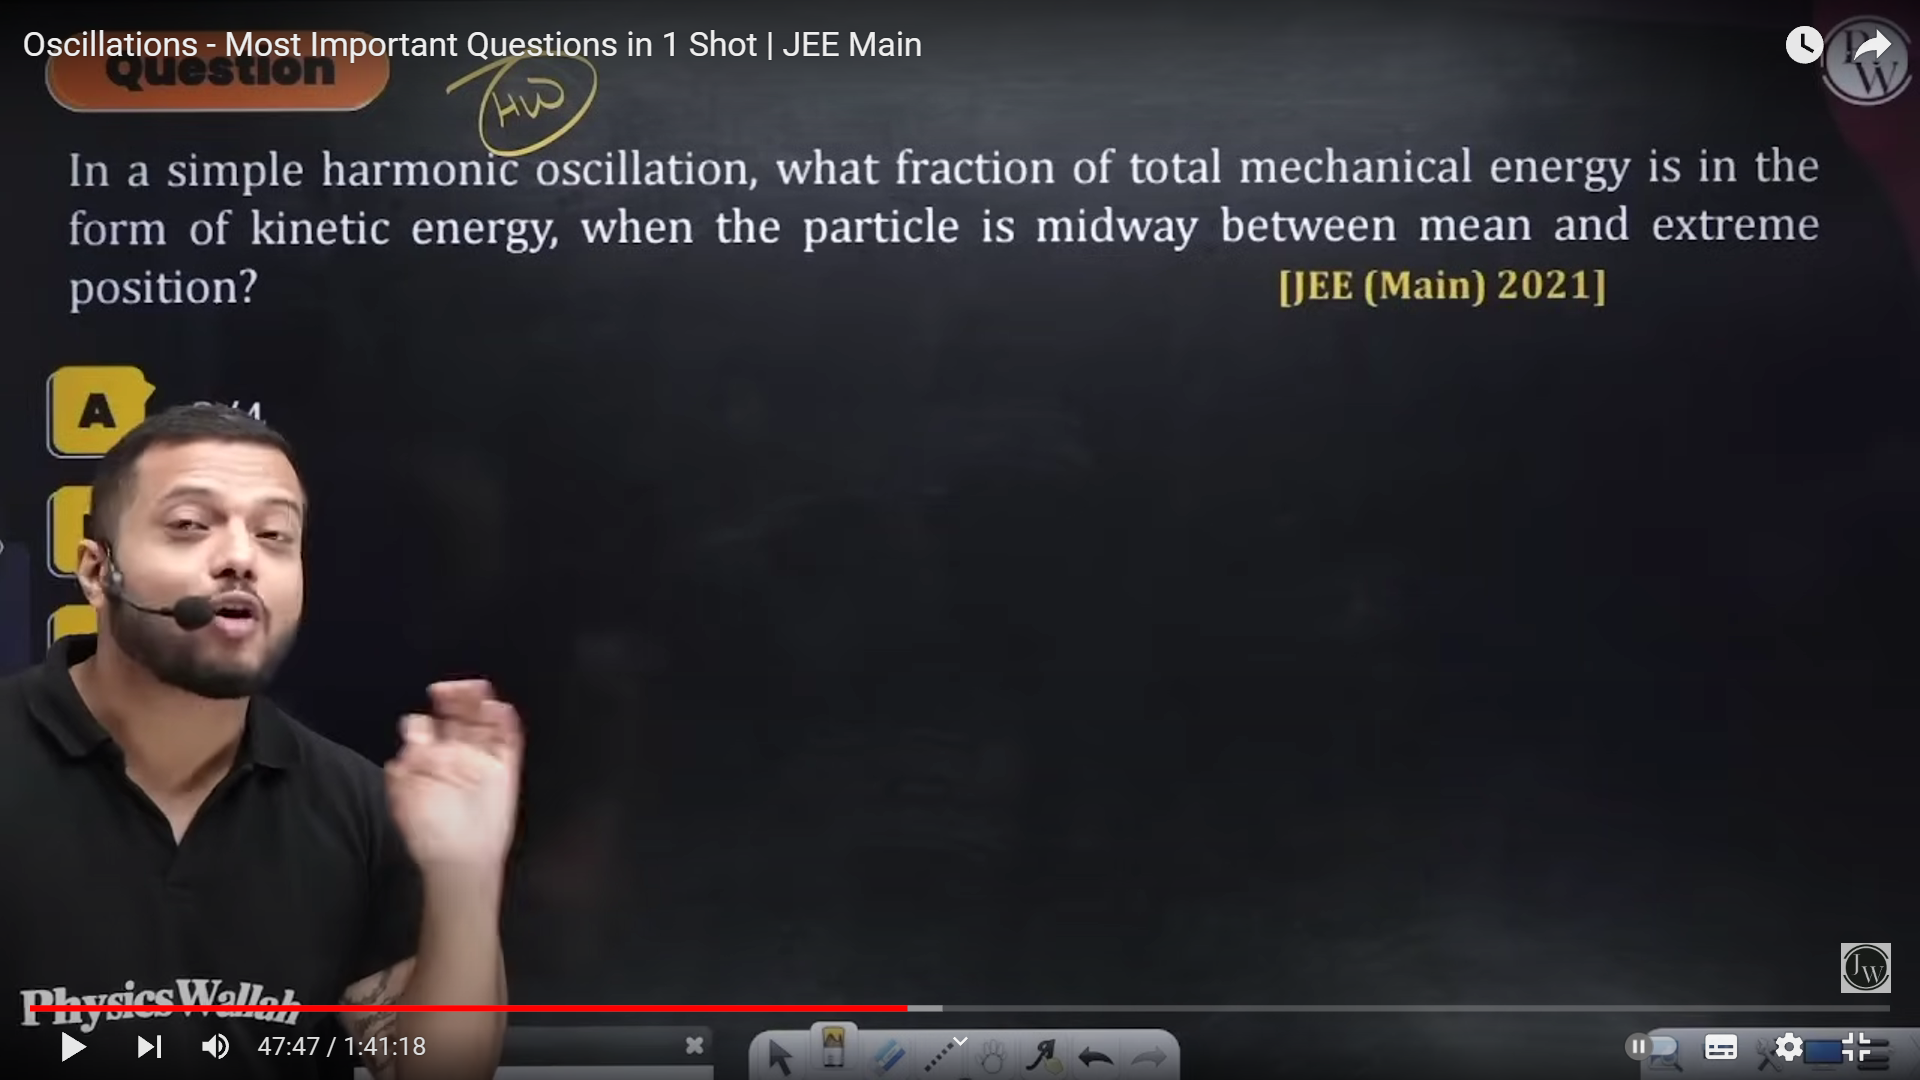 Oscillations - Most Important Questions in 1 Shot | JEE Main
Question
HW
PW
In a simple harmonic oscillation, what fraction of total mechanical energy is in the
form of kinetic energy, when the particle is midway between mean and extreme
position?
[JEE (Main) 2021]
A
JW
PhysicsWallah
47:47 / 1:41:18